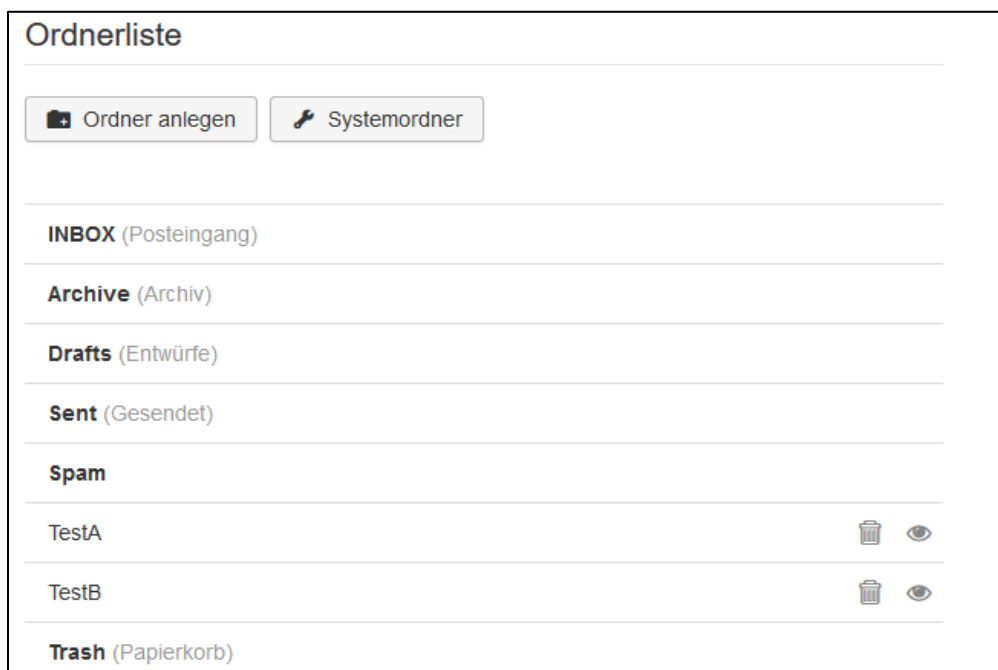 Ordnerliste
Ordner anlegen Systemordner
INBOX (Posteingang)
Archive (Archiv)
Drafts (Entwürfe)
Sent (Gesendet)
Spam
TestA
TestB
Trash (Papierkorb)